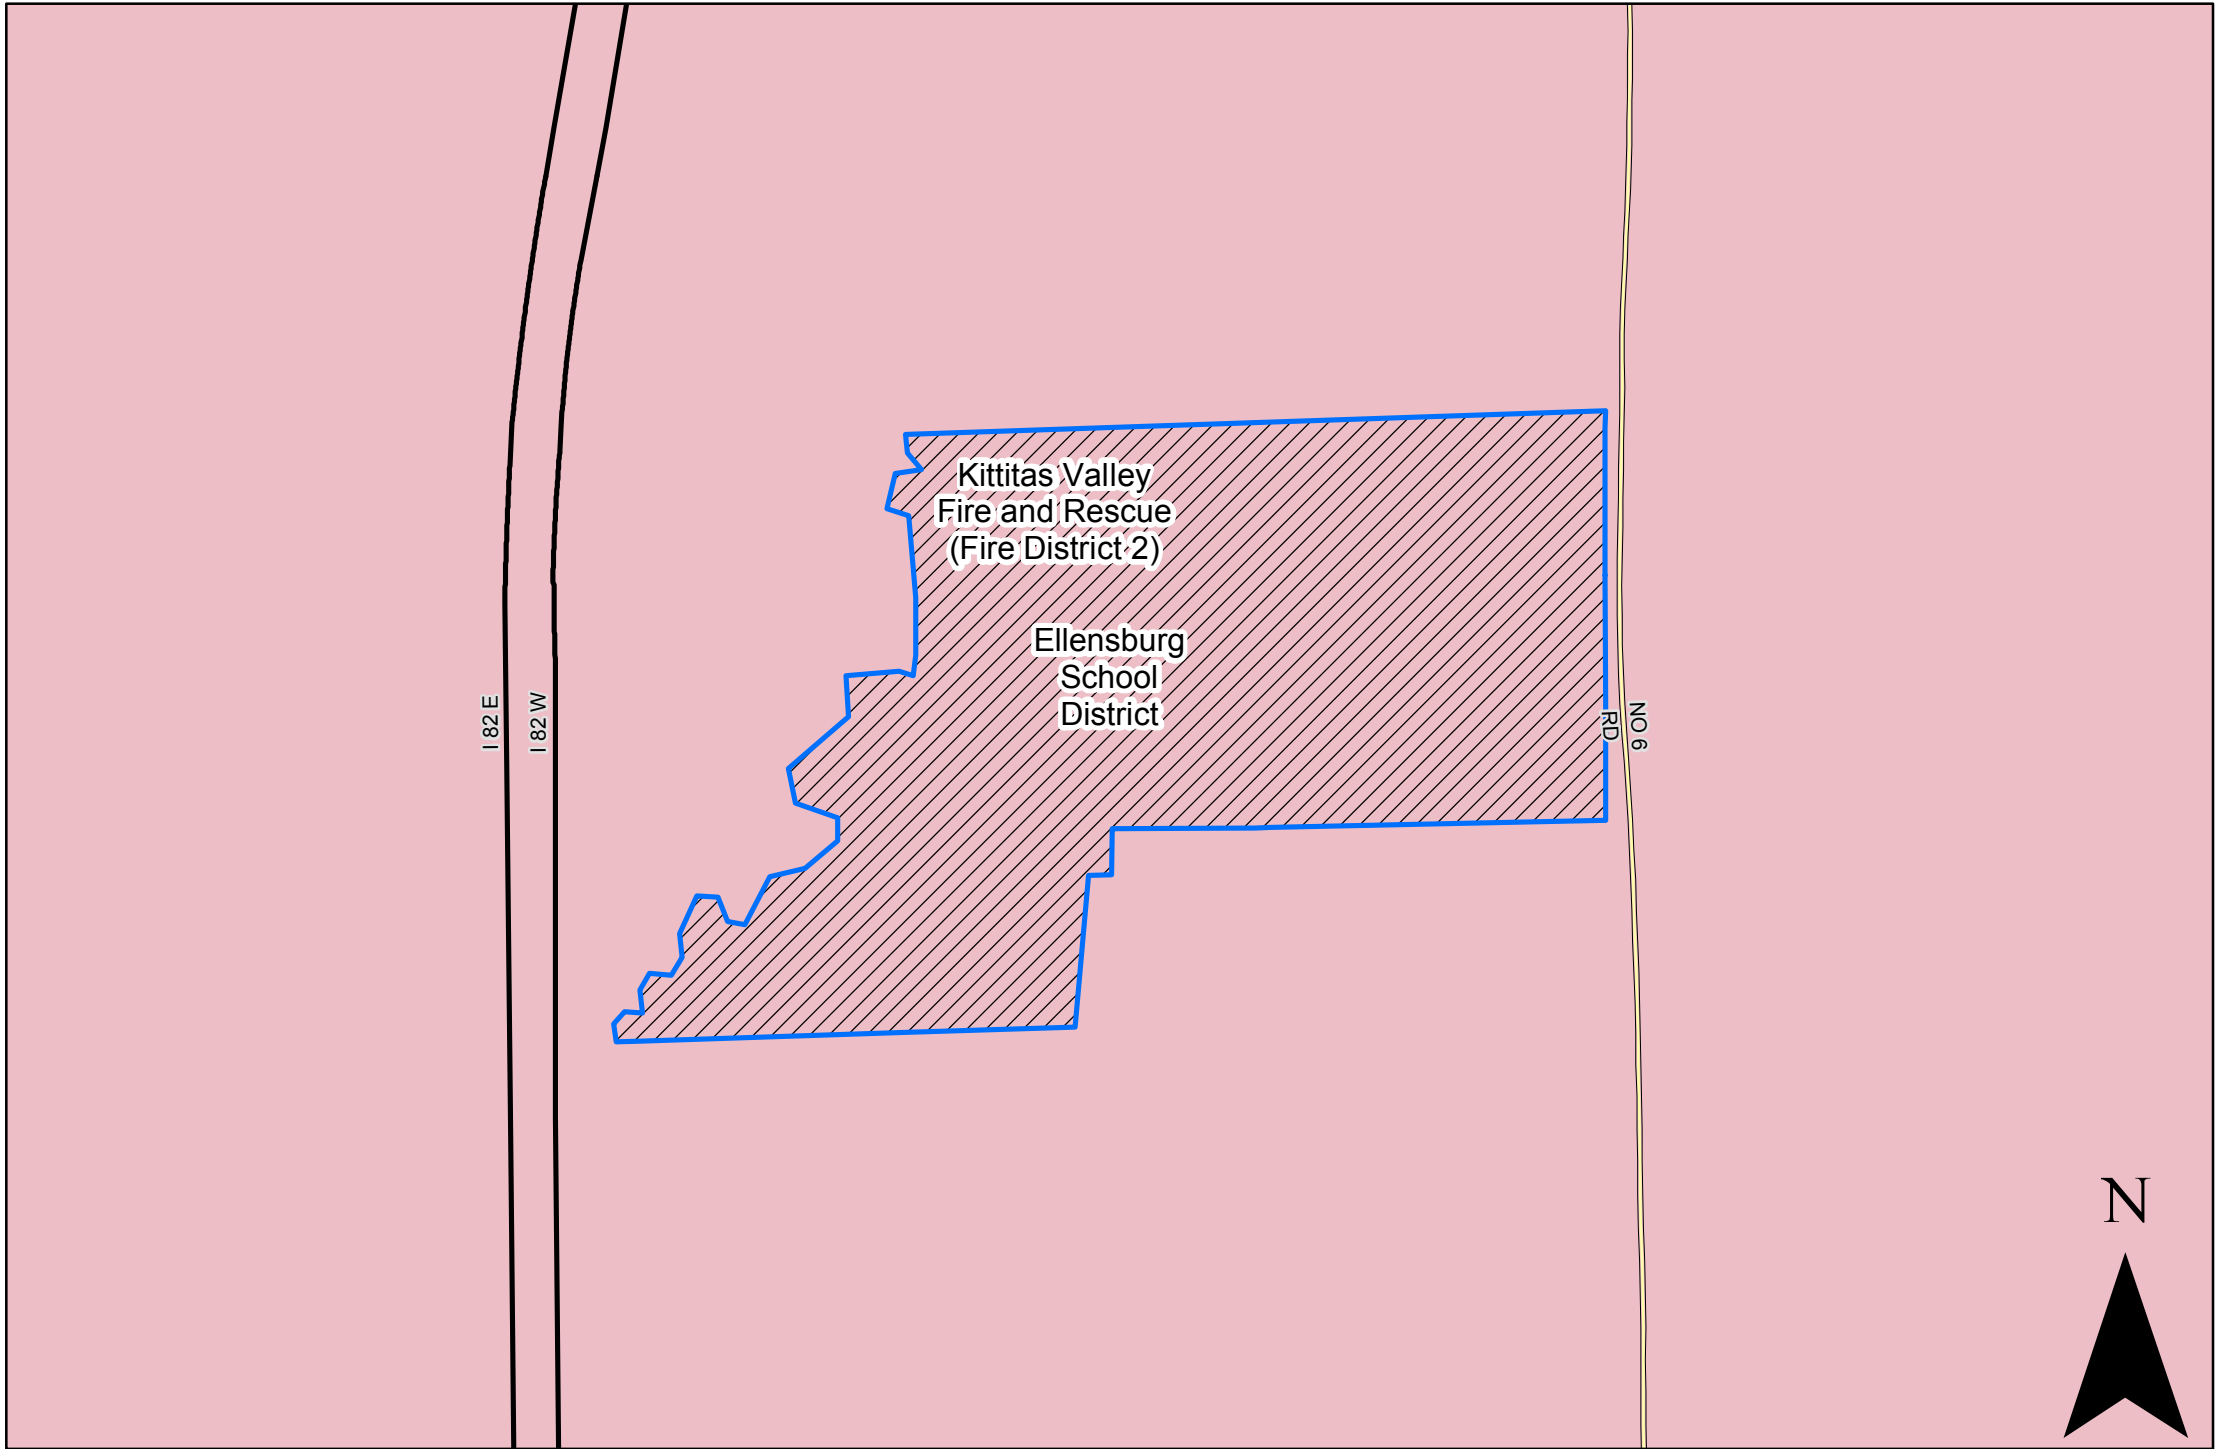 Kittitas Valley
Fire and Rescue
(Fire District 2)
Ellensburg
School
District
I 82 E
I 82 W
NO 6
RD
N